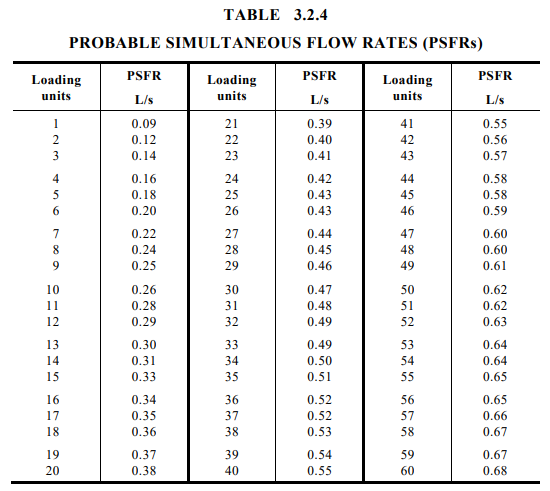 TABLE 3.2.4
PROBABLE SIMULTANEOUS FLOW RATES (PSFRs)
Loading units PSFR L/s Loading units PSFR L/s Loading units PSFR L/s
1 0.09 21 0.39 41 0.55
2 0.12 22 0.40 42 0.56
3 0.14 23 0.41 43 0.57
4 0.16 24 0.42 44 0.58
5 0.18 25 0.43 45 0.58
6 0.20 26 0.43 46 0.59
7 0.22 27 0.44 47 0.60
8 0.24 28 0.45 48 0.60
9 0.25 29 0.46 49 0.61
10 0.26 30 0.47 50 0.62
11 0.28 31 0.48 51 0.62
12 0.29 32 0.49 52 0.63
13 0.30 33 0.49 53 0.64
14 0.31 34 0.50 54 0.64
15 0.33 35 0.51 55 0.65
16 0.34 36 0.52 56 0.65
17 0.35 37 0.52 57 0.66
18 0.36 38 0.53 58 0.67
19 0.37 39 0.54 59 0.67
20 0.38 40 0.55 60 0.68